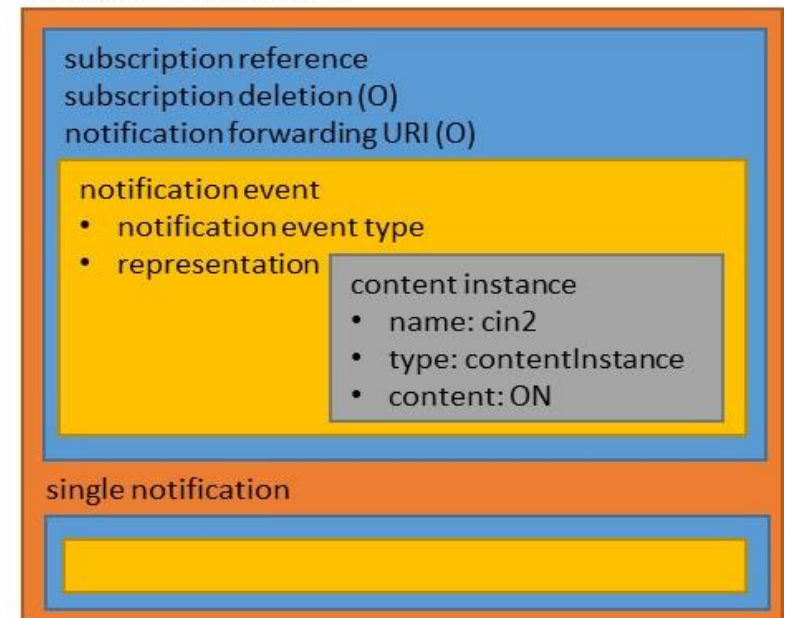 subscription reference
subscription deletion (O)
notification forwarding URI (O)
notification event
• notification event type
• representation
content instance
• name: cin2
• type: contentInstance
• content: ON
single notification